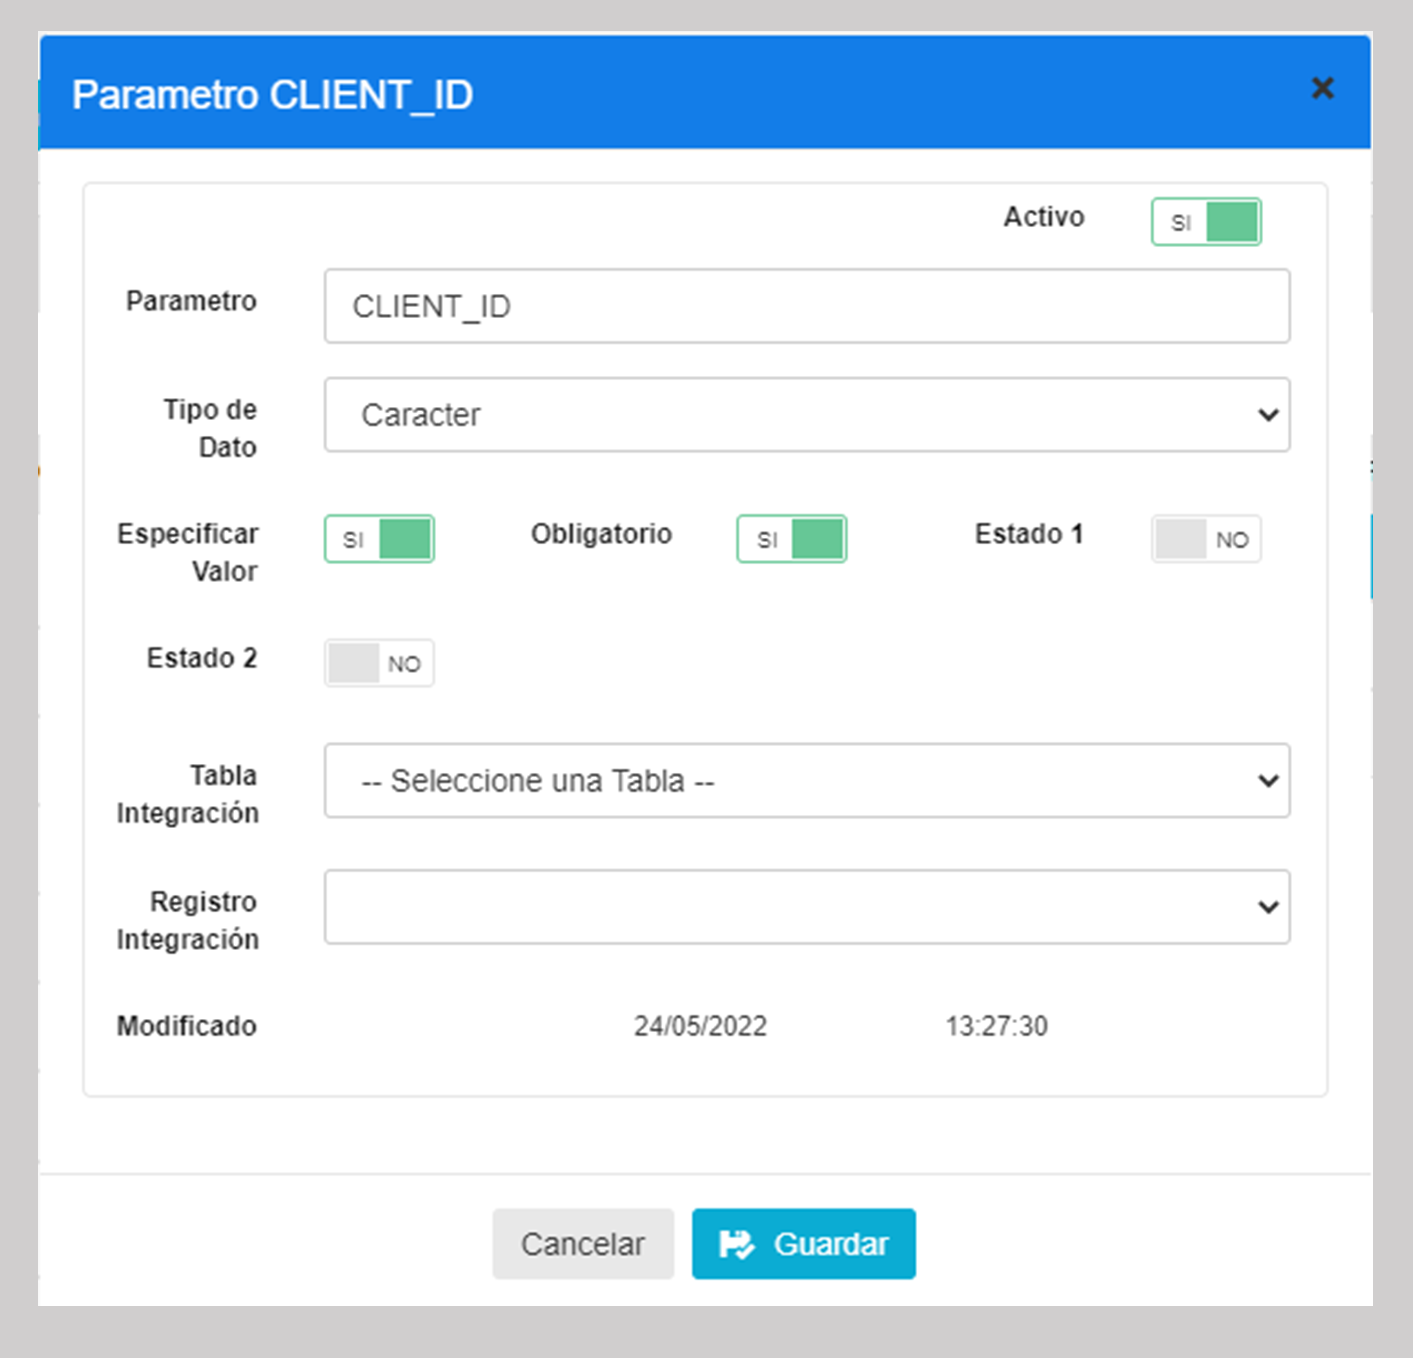 Parametro CLIENT_ID
Activo SI
Parametro CLIENT_ID
Tipo de Dato Caracter
Especificar Valor SI Obligatorio SI Estado 1 NO
Estado 2 NO
Tabla Integración -- Seleccione una Tabla --
Registro Integración
Modificado 24/05/2022 13:27:30
Cancelar Guardar